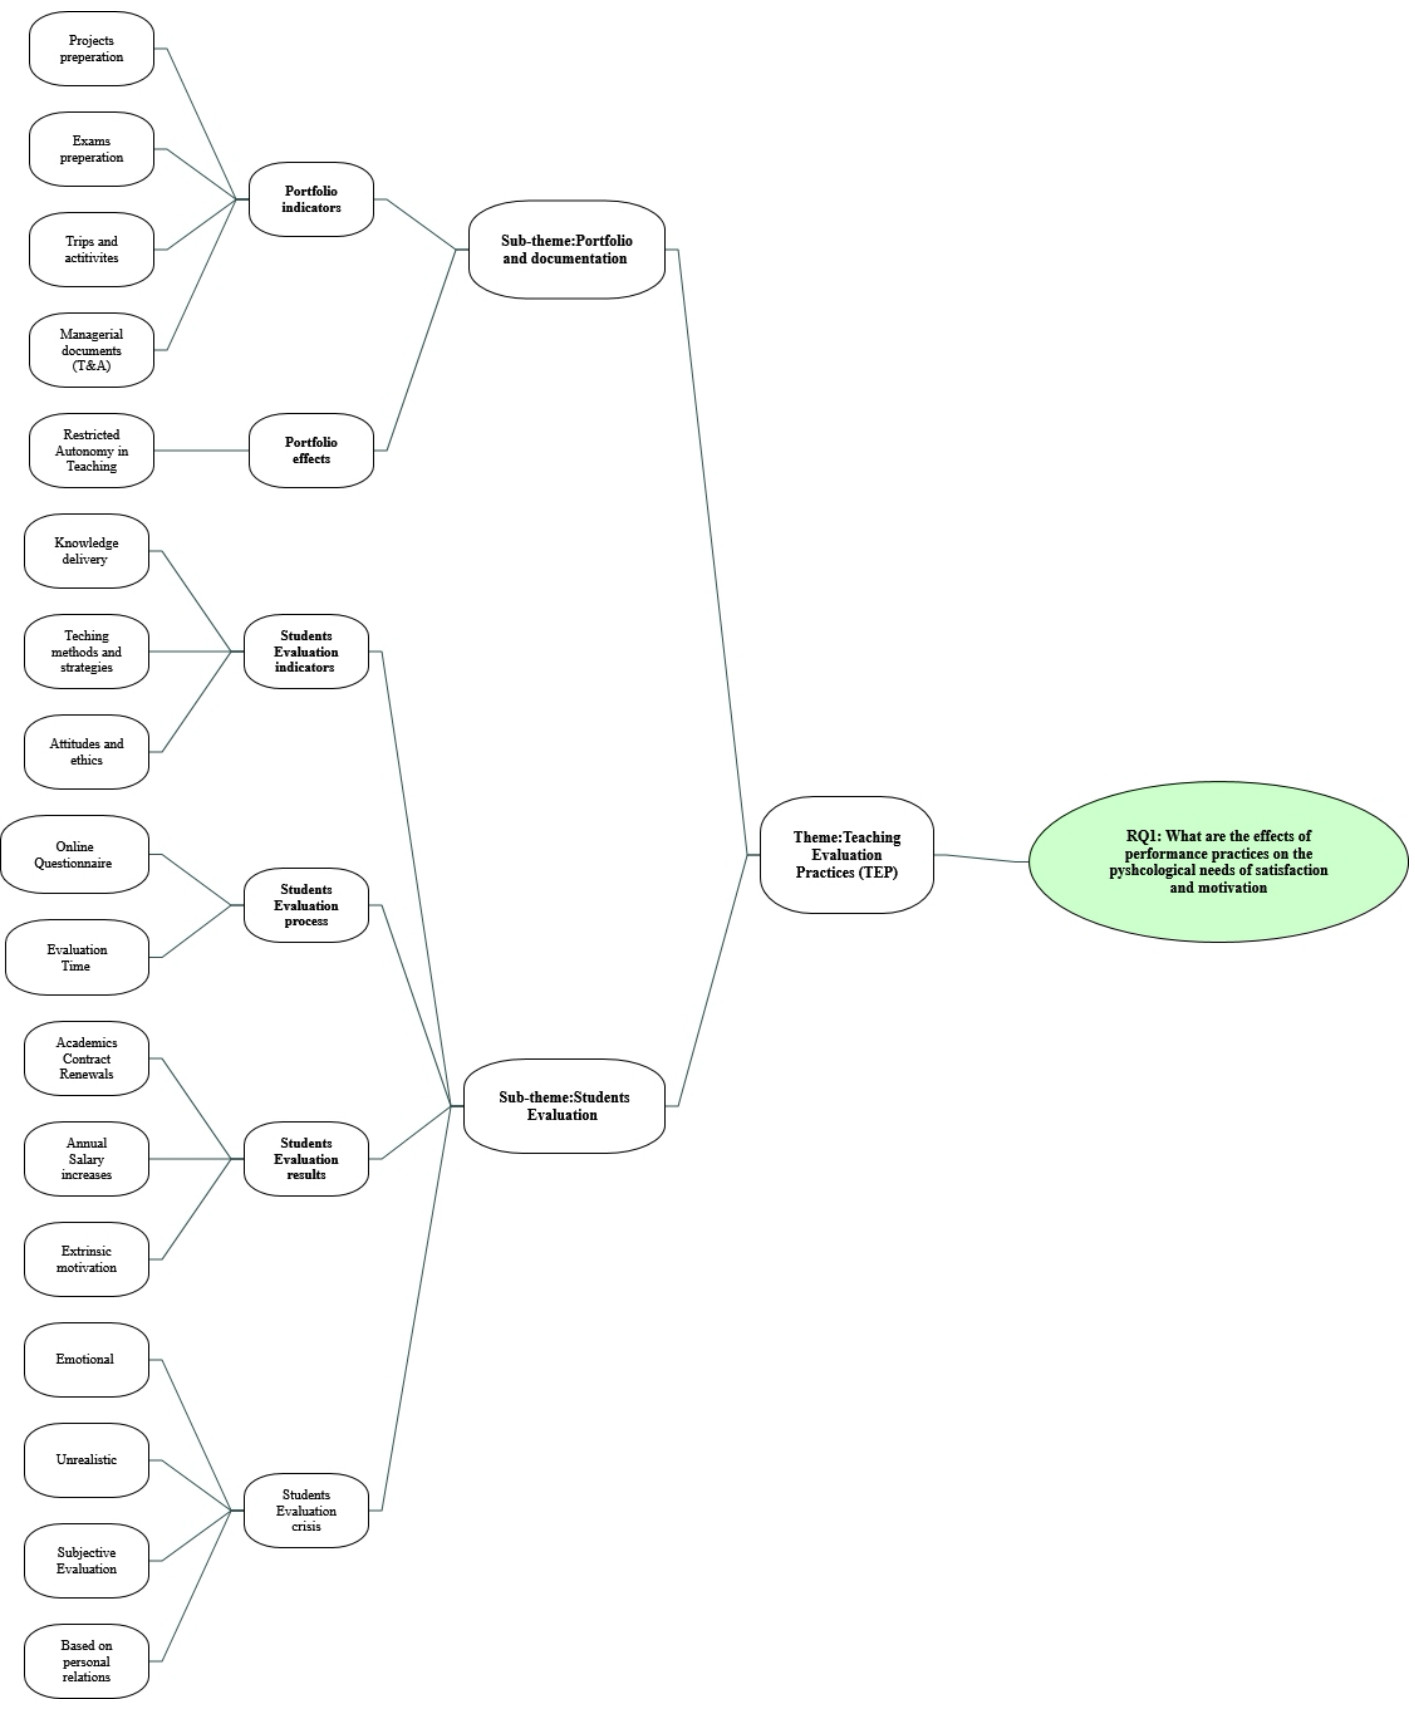 Projects
preperation
Exams
preperation
Trips and
actitivites
Managerial
documents
(T&A)
Restricted
Autonomy in
Teaching
Portfolio
indicators
Portfolio
effects
Sub-theme:Portfolio
and documentation
Knowledge
delivery
Teching
methods and
strategies
Attitudes and
ethics
Students
Evaluation
indicators
Online
Questionnaire
Evaluation
Time
Students
Evaluation
process
Academics
Contract
Renewals
Annual
Salary
increases
Extrinsic
motivation
Students
Evaluation
results
Emotional
Unrealistic
Subjective
Evaluation
Based on
personal
relations
Students
Evaluation
crisis
Sub-theme:Students
Evaluation
Theme:Teaching
Evaluation
Practices (TEP)
RQ1: What are the effects of
performance practices on the
pyshcological needs of satisfaction
and motivation